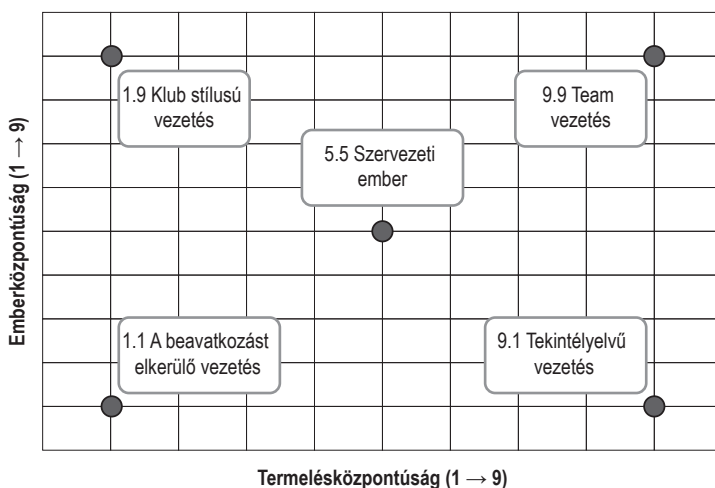 1.9 Klub stílusú
vezetés
9.9 Team
vezetés
5.5 Szervezeti
ember
Emberközpontúság (1 → 9)
1.1 A beavatkozást
elkerülő vezetés
9.1 Tekintélyelvű
vezetés
Termelésközpontúság (1 → 9)